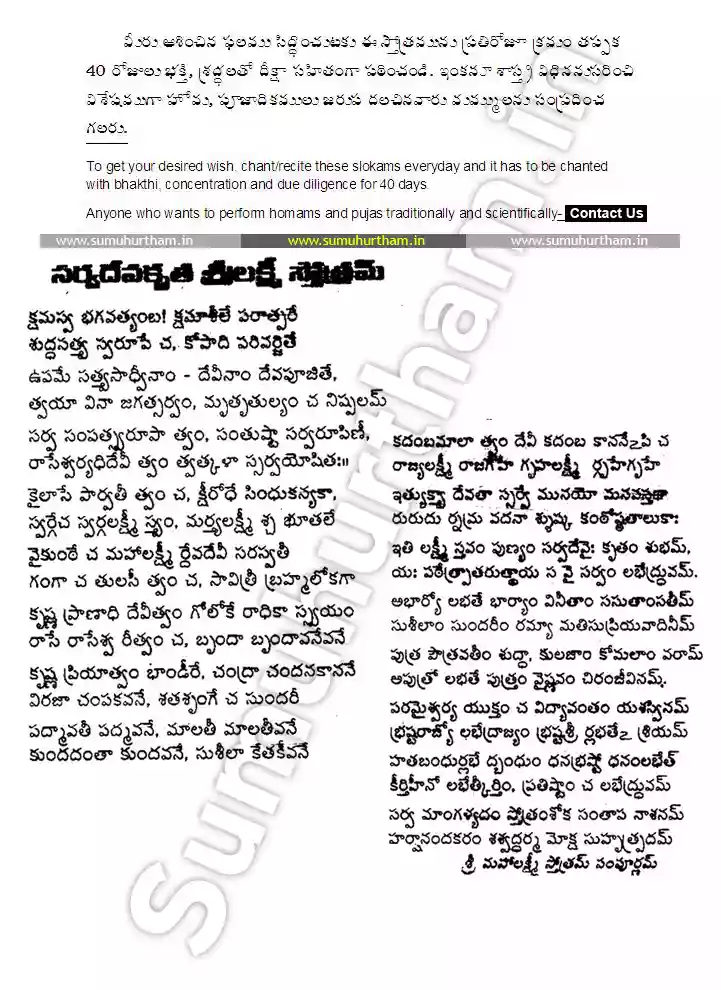 మీరు ఆశించిన ఫలము సిద్ధించుటకు ఈ స్తోత్రమును ప్రతిరోజూ క్రమం తప్పక
40 రోజులు భక్తి, శ్రద్ధలతో దీక్షా సహితంగా పఠించండి. ఇంకనూ శాస్త్ర విధిననుసరించి
విశేషముగా హోమ, పూజాదికములు జరుప దలచినవారు మమ్ములను సంప్రదించ
గలరు.
To get your desired wish, chant/recite these slokams everyday and it has to be chanted
with bhakthi, concentration and due diligence for 40 days.
Anyone who wants to perform homams and pujas traditionally and scientifically- Contact Us
www.sumuhurtham.in www.sumuhurtham.in www.sumuhurtham.in
సర్వదేవకృత శ్రీలక్ష్మీ స్తోత్రమ్
క్షమస్వ భగవత్యంబ! క్షమాశీలే పరాత్పరే
శుద్ధసత్త్వ స్వరూపే చ, కోపాది పరివర్జితే
ఉపమే సత్త్వసాధ్వీనాం - దేవీనాం దేవపూజితే,
త్వయా వినా జగత్సర్వం, మృతృతుల్యం చ నిష్పలమ్
సర్వ సంపత్స్వరూపా త్వం, సంతుష్టా సర్వరూపిణీ,
రాసేశ్వర్యధిదేవీ త్వం త్వత్కళా స్సర్వయోషితః॥
కైలాసే పార్వతీ త్వం చ, క్షీరోధే సింధుకన్యకా,
స్వర్గేచ స్వర్గలక్ష్మీ స్త్వం, మర్త్యలక్ష్మీ శ్చ భూతలే
వైకుంఠే చ మహాలక్ష్మీ ర్దేవదేవీ సరస్వతీ
గంగా చ తులసీ త్వం చ, సావిత్రీ బ్రహ్మలోకగా
కృష్ణ ప్రాణాధి దేవీత్వం గోలోకే రాధికా స్వయం
రాసే రాసేశ్వ రీత్వం చ, బృందా బృందావనేవనే
కృష్ణ ప్రియాత్వం భాండీరే, చంద్రా చందనకాననే
విరజా చంపకవనే, శతశృంగే చ సుందరీ
పద్మావతీ పద్మవనే, మాలతీ మాలతీవనే
కుందదంతా కుందవనే, సుశీలా కేతకీవనే
కదంబమాలా త్వం దేవీ కదంబ కాననేఽపి చ
రాజ్యలక్ష్మీ రాజగేహే గృహలక్ష్మీ ర్గృహేగృహే
ఇత్యుక్త్వా దేవతా స్సర్వే మునయో మనవస్తథా
రురుదు ర్నమ్ర వదనా శ్శుష్క కంఠోష్ఠతాలుకాః
ఇతి లక్ష్మీ స్తవం పుణ్యం సర్వదేవైః కృతం శుభమ్,
యః పఠేత్ప్రాతరుత్థాయ స వై సర్వం లభేద్ధ్రువమ్.
అభార్యో లభతే భార్యాం వినీతాం ససుతాంసతీమ్
సుశీలాం సుందరీం రమ్యా మతిసుప్రియవాదినీమ్
పుత్ర పౌత్రవతీం శుద్ధా, కులజాం కోమలాం వరామ్
అపుత్రో లభతే పుత్రం వైష్ణవం చిరంజీవినమ్.
పరమైశ్వర్య యుక్తం చ విద్యావంతం యశస్వినమ్
భ్రష్టరాజ్యో లభేద్రాజ్యం భ్రష్టశ్రీ ర్లభతేఽ శ్రియమ్
హతబంధుర్లభే ద్బంధుం ధనభ్రష్టో ధనంలభేత్
కీర్తిహీనో లభేత్కీర్తిం, ప్రతిష్టాం చ లభేద్ధ్రువమ్
సర్వ మాంగళ్యదం స్తోత్రంశోక సంతాప నాశనమ్
హర్షానందకరం శశ్వద్ధర్మ మోక్ష సుహృత్పదమ్
శ్రీ మహాలక్ష్మీ స్తోత్రమ్ సంపూర్ణమ్
Sumuhurtham.in